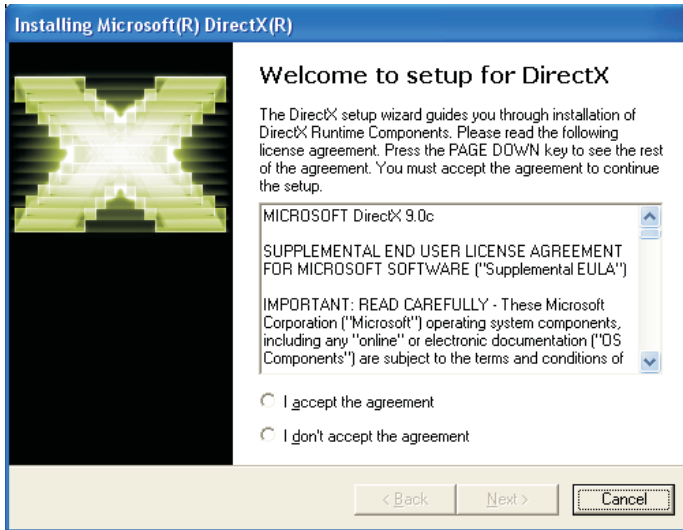 Installing Microsoft(R) DirectX(R)
Welcome to setup for DirectX
The DirectX setup wizard guides you through installation of
DirectX Runtime Components. Please read the following
license agreement. Press the PAGE DOWN key to see the rest
of the agreement. You must accept the agreement to continue
the setup.
MICROSOFT DirectX 9.0c
SUPPLEMENTAL END USER LICENSE AGREEMENT
FOR MICROSOFT SOFTWARE ("Supplemental EULA")
IMPORTANT: READ CAREFULLY - These Microsoft
Corporation ("Microsoft") operating system components,
including any "online" or electronic documentation ("OS
Components") are subject to the terms and conditions of
I accept the agreement
I don't accept the agreement
< Back Next > Cancel